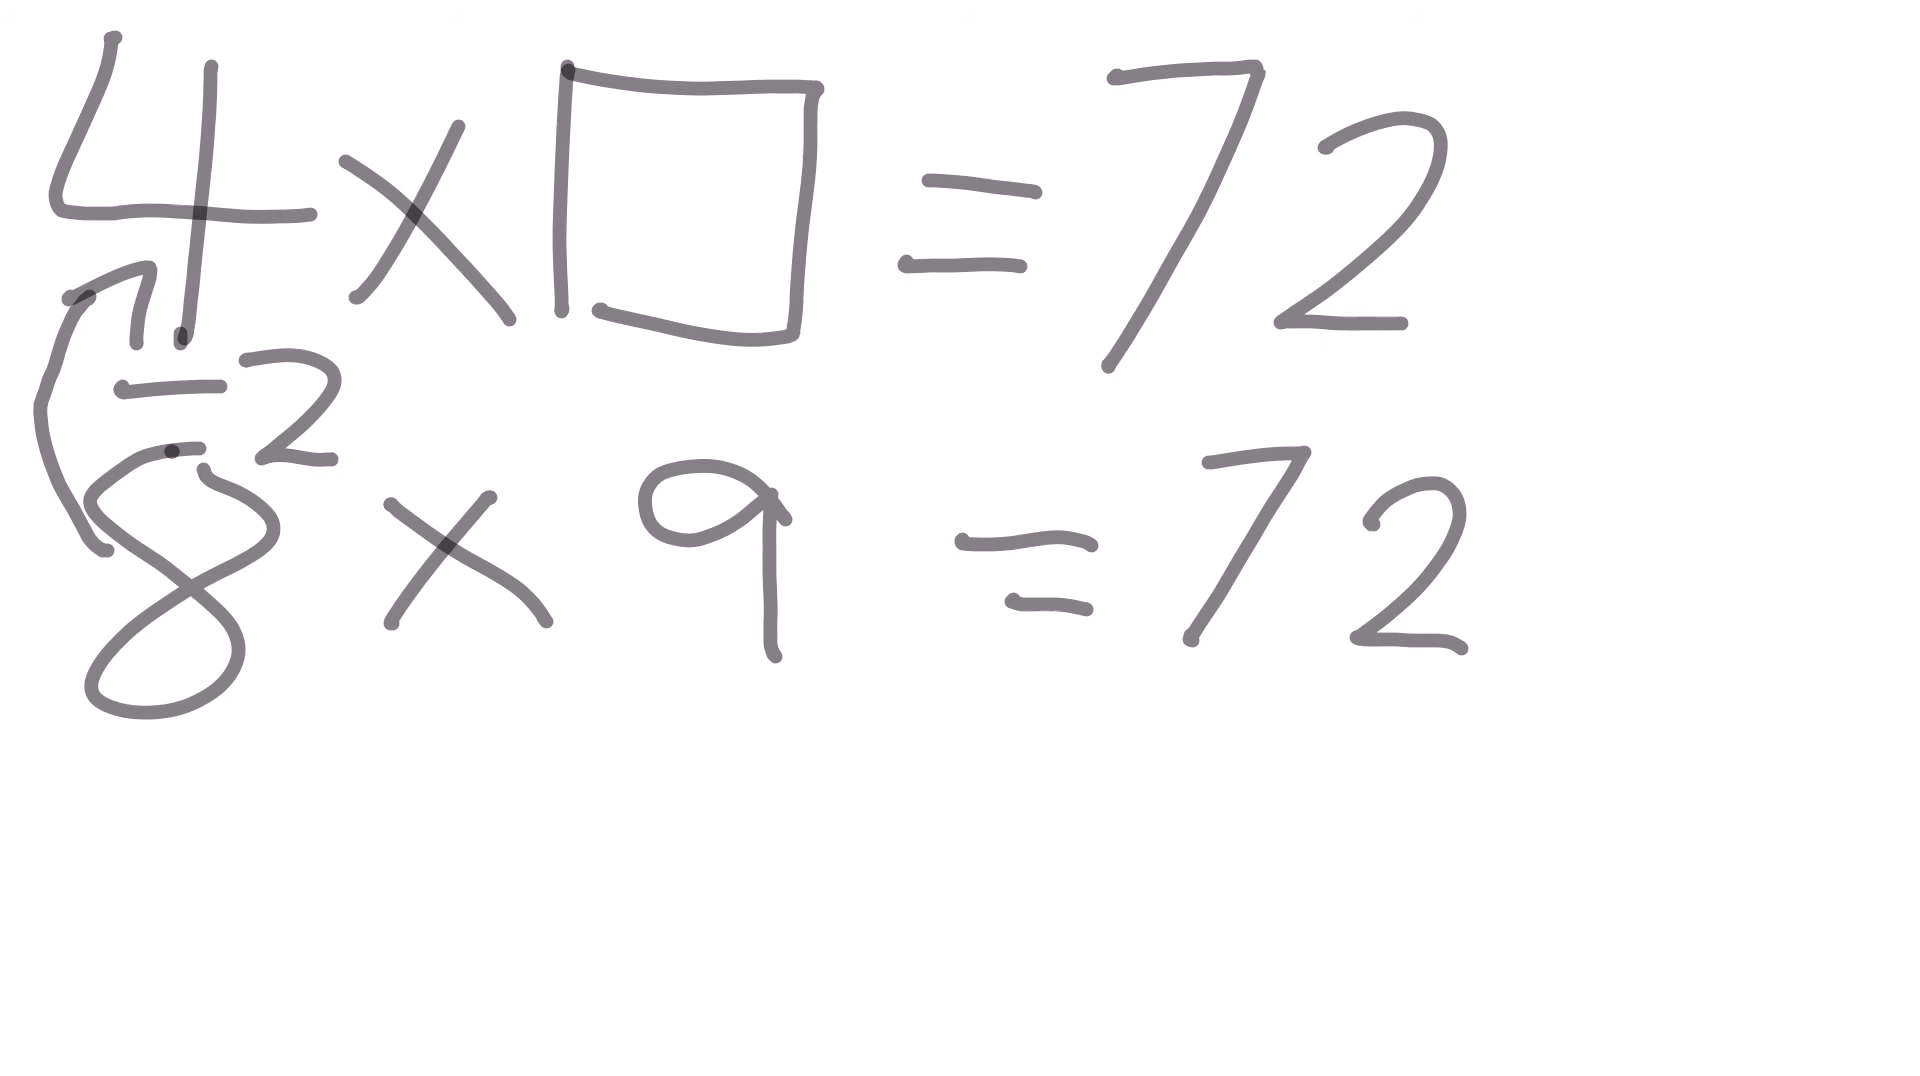 4 × □ = 72
÷2
8 × 9 = 72